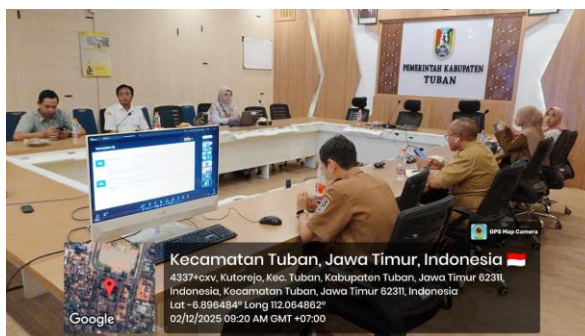 PEMERINTAH KABUPATEN
TUBAN
GPS Map Camera
Kecamatan Tuban, Jawa Timur, Indonesia
4337+cxv, Kutorejo, Kec. Tuban, Kabupaten Tuban, Jawa Timur 62311,
Indonesia, Kecamatan Tuban, Jawa Timur 62311, Indonesia
Lat -6.896484° Long 112.064862°
02/12/2025 09:20 AM GMT +07:00
Google